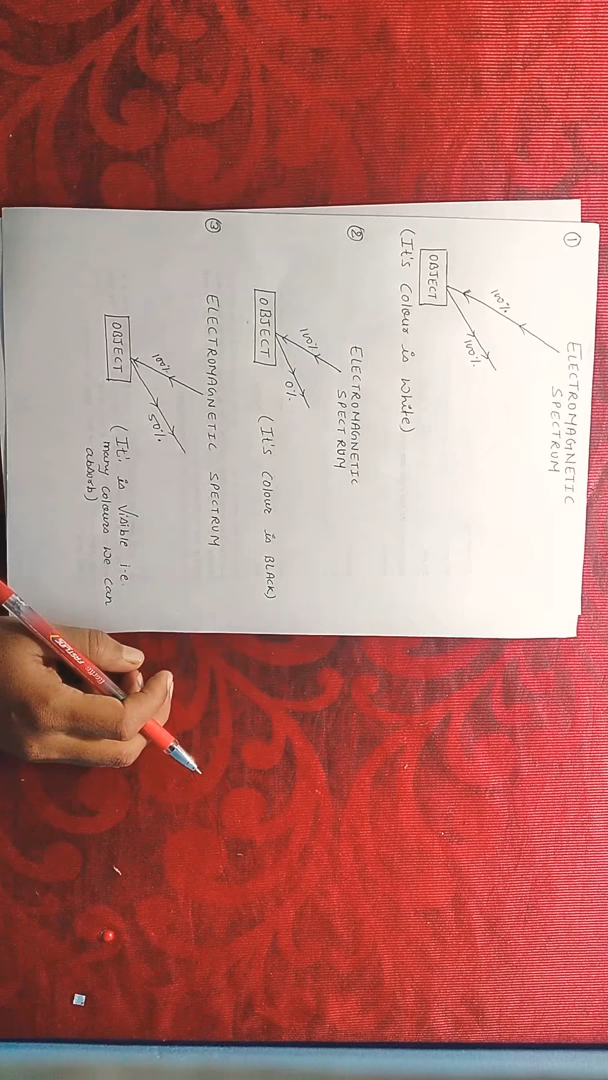 ①
ELECTROMAGNETIC
SPECTRUM
100%.
100%.
OBJECT
(It's Colour is White)
②
ELECTROMAGNETIC
SPECTRUM
100%
0%.
OBJECT
(It's Colour is BLACK)
③
ELECTROMAGNETIC SPECTRUM
100%
50%.
OBJECT
(It's is Visible i.e.
many Colours we can
absorb)